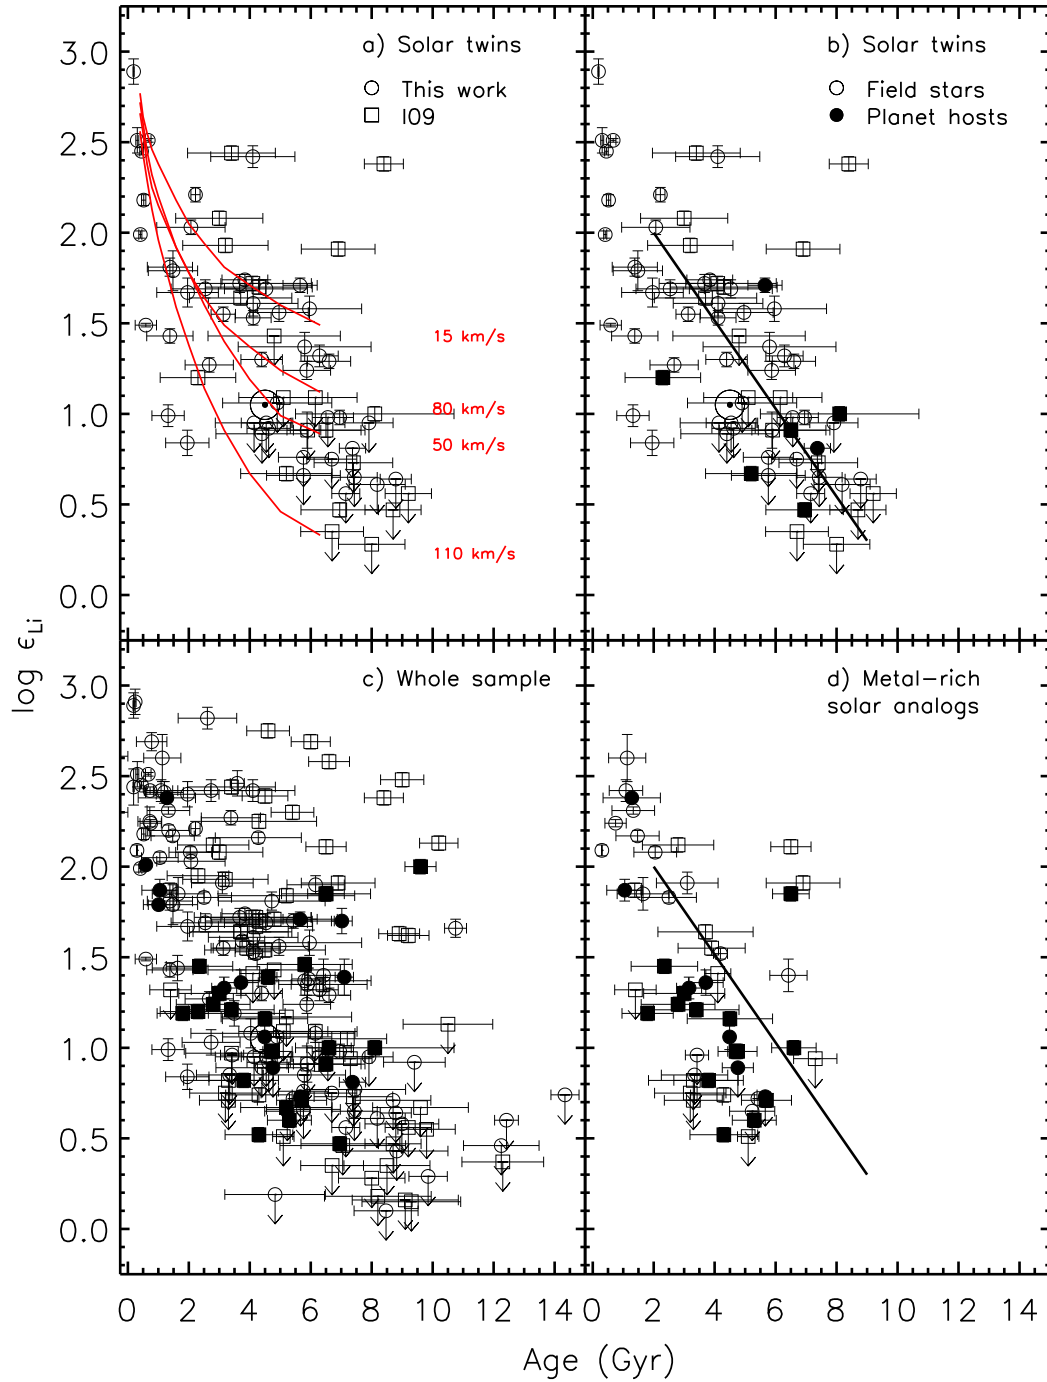 a) Solar twins
This work
I09
15 km/s
80 km/s
50 km/s
110 km/s
b) Solar twins
Field stars
Planet hosts
3.0
2.5
2.0
1.5
1.0
0.5
0.0
c) Whole sample
d) Metal-rich
solar analogs
3.0
2.5
2.0
1.5
1.0
0.5
0.0
log ϵLi
0 2 4 6 8 10 12 14 0 2 4 6 8 10 12 14
Age (Gyr)